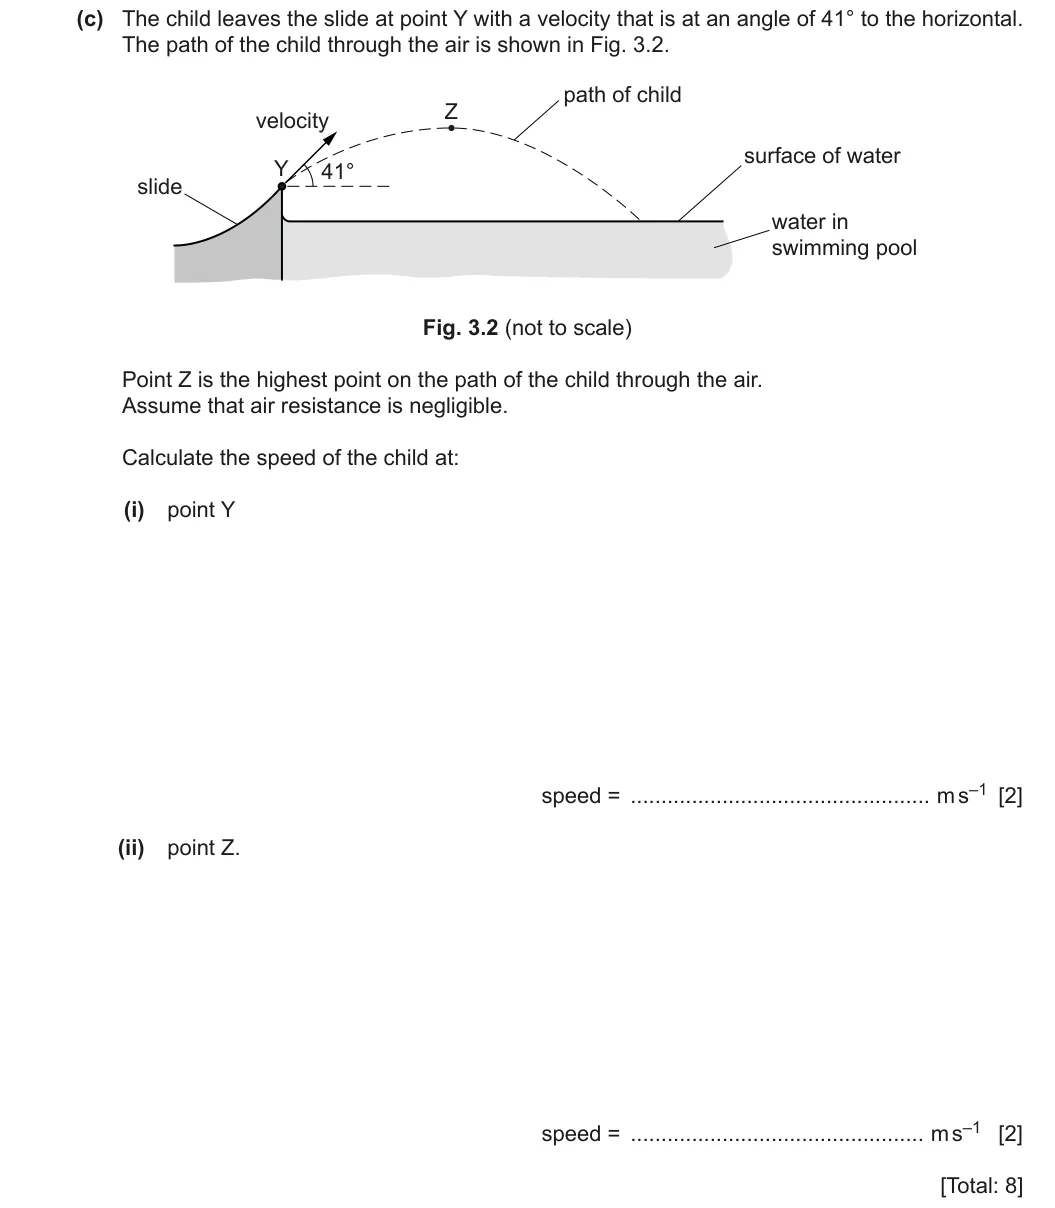 (c) The child leaves the slide at point Y with a velocity that is at an angle of 41° to the horizontal.
The path of the child through the air is shown in Fig. 3.2.
path of child
Z
velocity
surface of water
Y
41°
slide
water in
swimming pool
Fig. 3.2 (not to scale)
Point Z is the highest point on the path of the child through the air.
Assume that air resistance is negligible.
Calculate the speed of the child at:
(i) point Y
speed = ................................................. m s⁻¹ [2]
(ii) point Z.
speed = ................................................ m s⁻¹ [2]
[Total: 8]